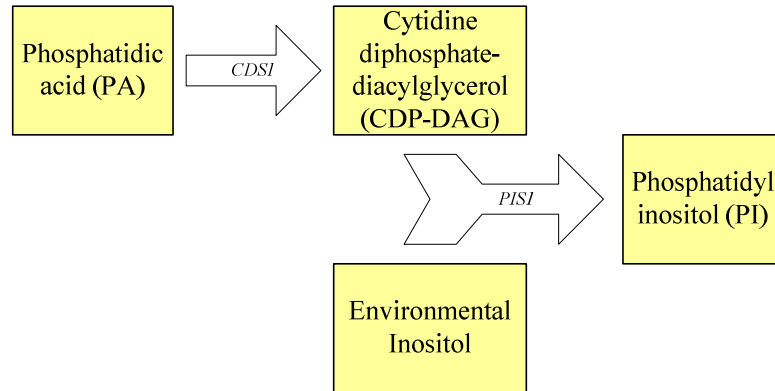 Phosphatidic
acid (PA)
CDS1
Cytidine
diphosphate-
diacylglycerol
(CDP-DAG)
PIS1
Phosphatidyl
inositol (PI)
Environmental
Inositol